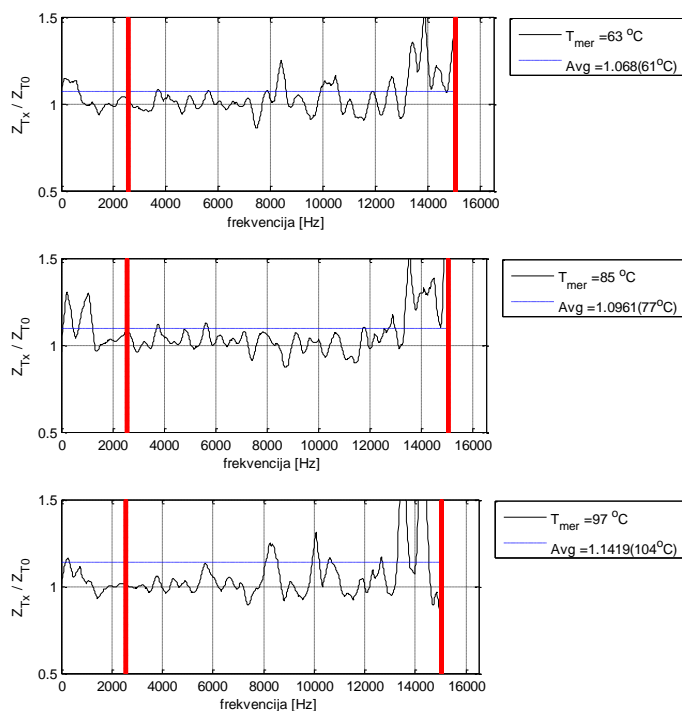 1.5
1
0.5
Z_Tx / Z_T0
0 2000 4000 6000 8000 10000 12000 14000 16000
frekvencija [Hz]
T_mer =63 °C
Avg =1.068(61°C)
1.5
1
0.5
Z_Tx / Z_T0
0 2000 4000 6000 8000 10000 12000 14000 16000
frekvencija [Hz]
T_mer =85 °C
Avg =1.0961(77°C)
1.5
1
0.5
Z_Tx / Z_T0
0 2000 4000 6000 8000 10000 12000 14000 16000
frekvencija [Hz]
T_mer =97 °C
Avg =1.1419(104°C)